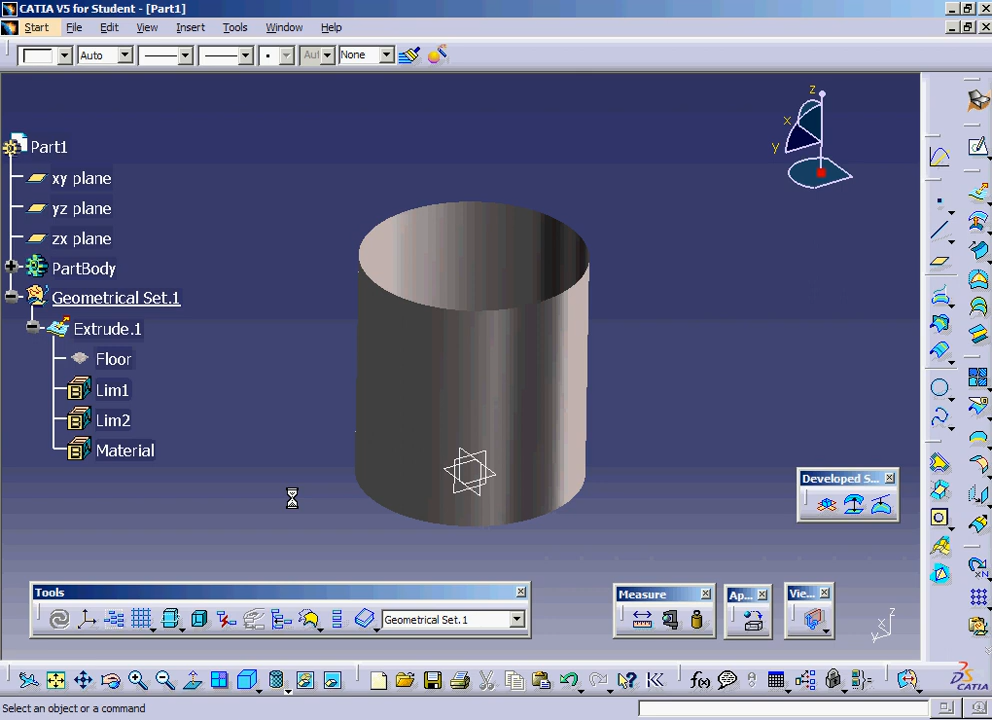 CATIA V5 for Student - [Part1]
Start File Edit View Insert Tools Window Help
Auto Aut None
z
x
y
Part1
xy plane
yz plane
zx plane
PartBody
Geometrical Set.1
Extrude.1
Floor
Lim1
Lim2
Material
Developed S...
Tools
Geometrical Set.1
Measure
Ap...
Vie...
z
x
y
f(x)
CATIA
Select an object or a command